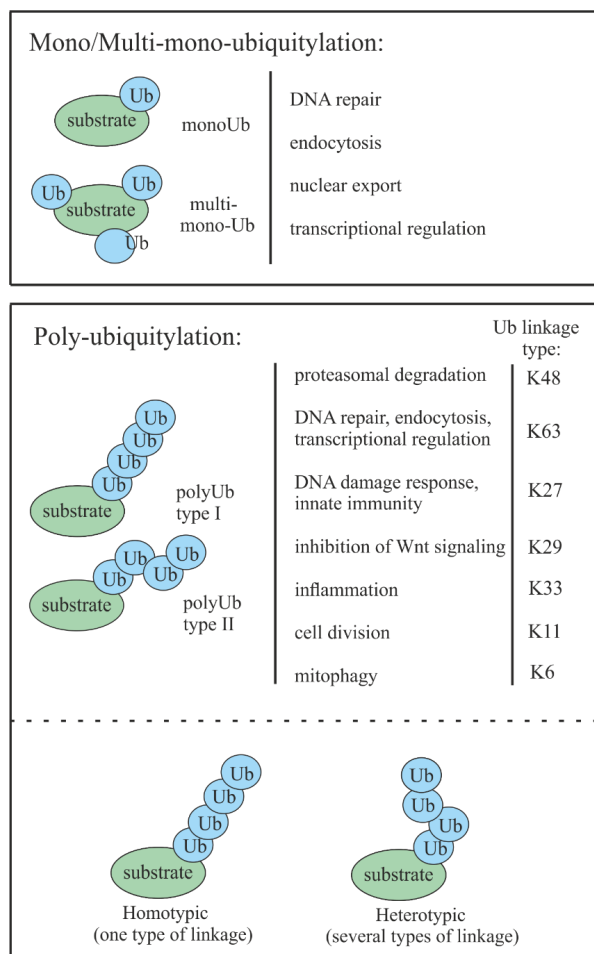 Mono/Multi-mono-ubiquitylation:
Ub
substrate
monoUb
Ub
Ub
substrate
Ub
multi-
mono-Ub
DNA repair
endocytosis
nuclear export
transcriptional regulation
Poly-ubiquitylation:
Ub linkage
type:
Ub
Ub
Ub
Ub
substrate
polyUb
type I
Ub
Ub
Ub
Ub
substrate
polyUb
type II
proteasomal degradation
K48
DNA repair, endocytosis,
transcriptional regulation
K63
DNA damage response,
innate immunity
K27
inhibition of Wnt signaling
K29
inflammation
K33
cell division
K11
mitophagy
K6
Ub
Ub
Ub
Ub
substrate
Homotypic
(one type of linkage)
Ub
Ub
Ub
Ub
substrate
Heterotypic
(several types of linkage)